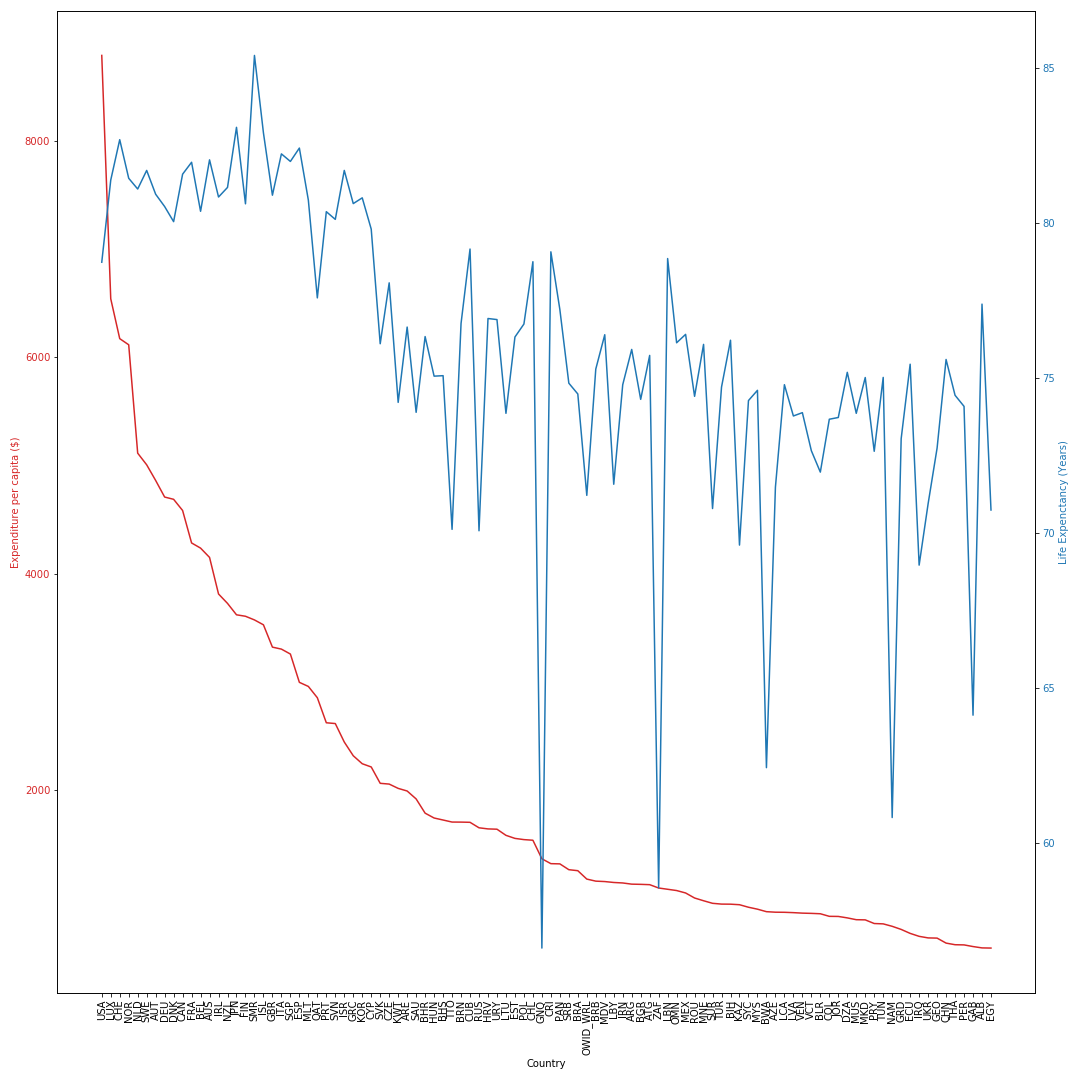 Expenditure per capita ($)
8000
6000
4000
2000
85
80
75
70
65
60
Life Expenctancy (Years)
USA
LUX
CHE
NOR
NLD
SWE
AUT
DEU
DNK
CAN
FRA
BEL
AUS
IRL
NZL
JPN
FIN
SMR
ISL
GBR
ITA
SGP
ESP
MLT
QAT
PRT
SVN
ISR
GRC
KOR
CYP
SVK
CZE
KWT
ARE
SAU
BHR
HUN
BHS
TTO
BRN
CUB
RUS
HRV
URY
LTU
EST
POL
CHL
GNQ
CRI
PAN
SRB
BRA
OWID_WRL
BRB
MDV
LBY
IRN
ARG
BGR
ATG
ZAF
LBN
OMN
MEX
ROU
MNE
SUR
TUR
BIH
KAZ
SYC
MYS
BWA
AZE
LCA
LVA
VEN
VCT
BLR
COL
JOR
DZA
MUS
MKD
PRY
TUN
NAM
GRD
ECU
IRQ
UKR
GEO
CHN
THA
PER
GAB
ALB
EGY
Country